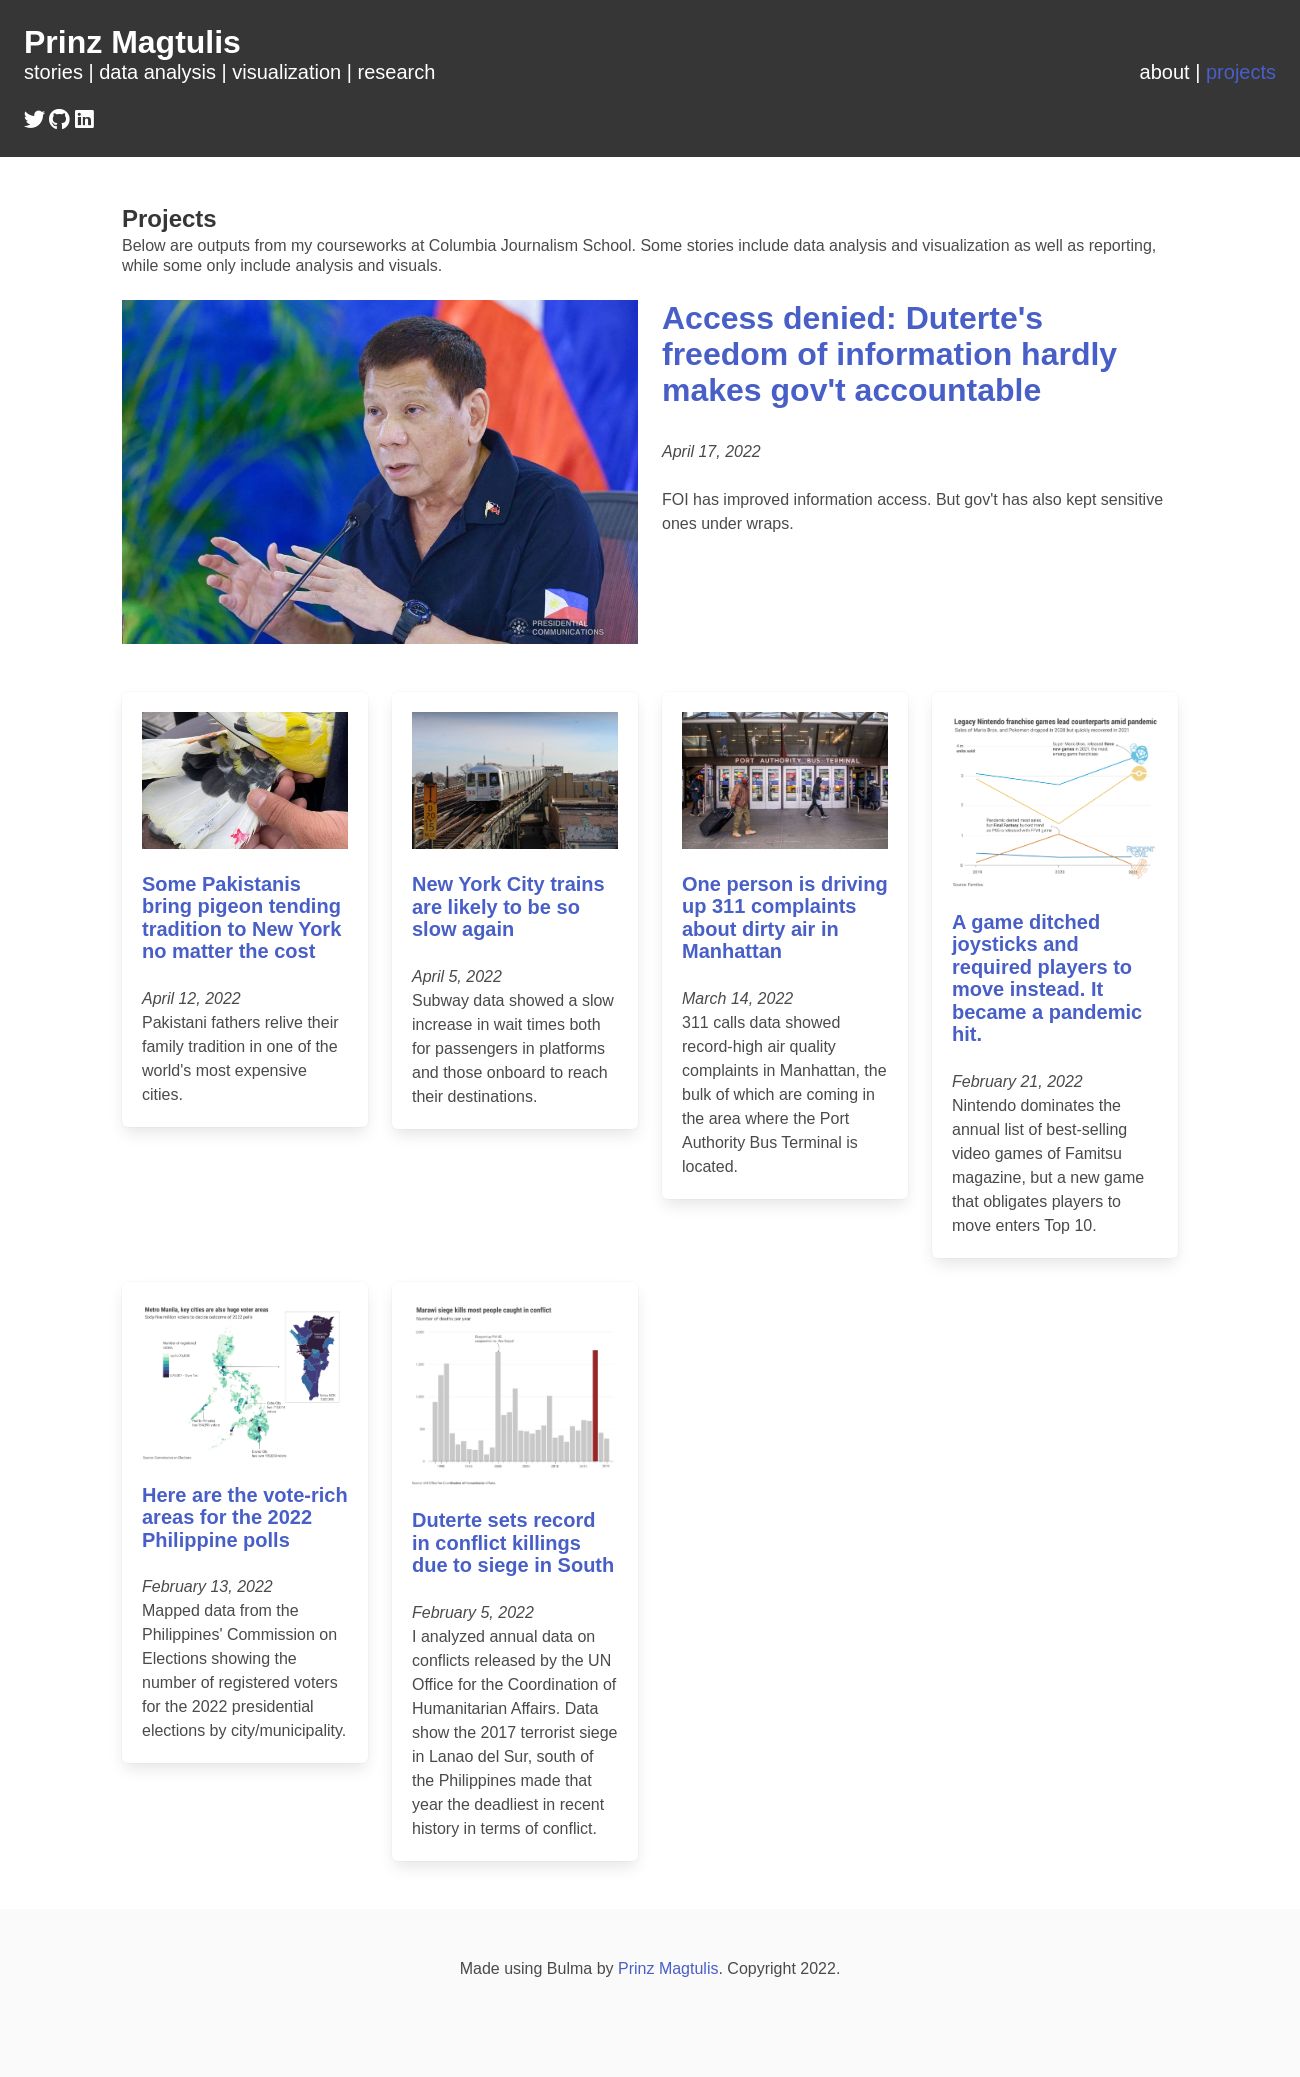 Prinz Magtulis
stories | data analysis | visualization | research
about | projects
Projects
Below are outputs from my courseworks at Columbia Journalism School. Some stories include data analysis and visualization as well as reporting,
while some only include analysis and visuals.
Access denied: Duterte's
freedom of information hardly
makes gov't accountable
April 17, 2022
FOI has improved information access. But gov't has also kept sensitive
ones under wraps.
PRESIDENTIAL
COMMUNICATIONS
Some Pakistanis
bring pigeon tending
tradition to New York
no matter the cost
April 12, 2022
Pakistani fathers relive their
family tradition in one of the
world's most expensive
cities.
New York City trains
are likely to be so
slow again
April 5, 2022
Subway data showed a slow
increase in wait times both
for passengers in platforms
and those onboard to reach
their destinations.
PORT AUTHORITY BUS TERMINAL
One person is driving
up 311 complaints
about dirty air in
Manhattan
March 14, 2022
311 calls data showed
record-high air quality
complaints in Manhattan, the
bulk of which are coming in
the area where the Port
Authority Bus Terminal is
located.
Legacy Nintendo franchise games lead counterparts amid pandemic
Sales of Mario Bros. and Pokemon dropped in 2020 but quickly recovered in 2021
A game ditched
joysticks and
required players to
move instead. It
became a pandemic
hit.
February 21, 2022
Nintendo dominates the
annual list of best-selling
video games of Famitsu
magazine, but a new game
that obligates players to
move enters Top 10.
Metro Manila, key cities are also huge voter areas
Here are the vote-rich
areas for the 2022
Philippine polls
February 13, 2022
Mapped data from the
Philippines' Commission on
Elections showing the
number of registered voters
for the 2022 presidential
elections by city/municipality.
Marawi siege kills most people caught in conflict
Number of deaths per year
Duterte sets record
in conflict killings
due to siege in South
February 5, 2022
I analyzed annual data on
conflicts released by the UN
Office for the Coordination of
Humanitarian Affairs. Data
show the 2017 terrorist siege
in Lanao del Sur, south of
the Philippines made that
year the deadliest in recent
history in terms of conflict.
Made using Bulma by Prinz Magtulis. Copyright 2022.